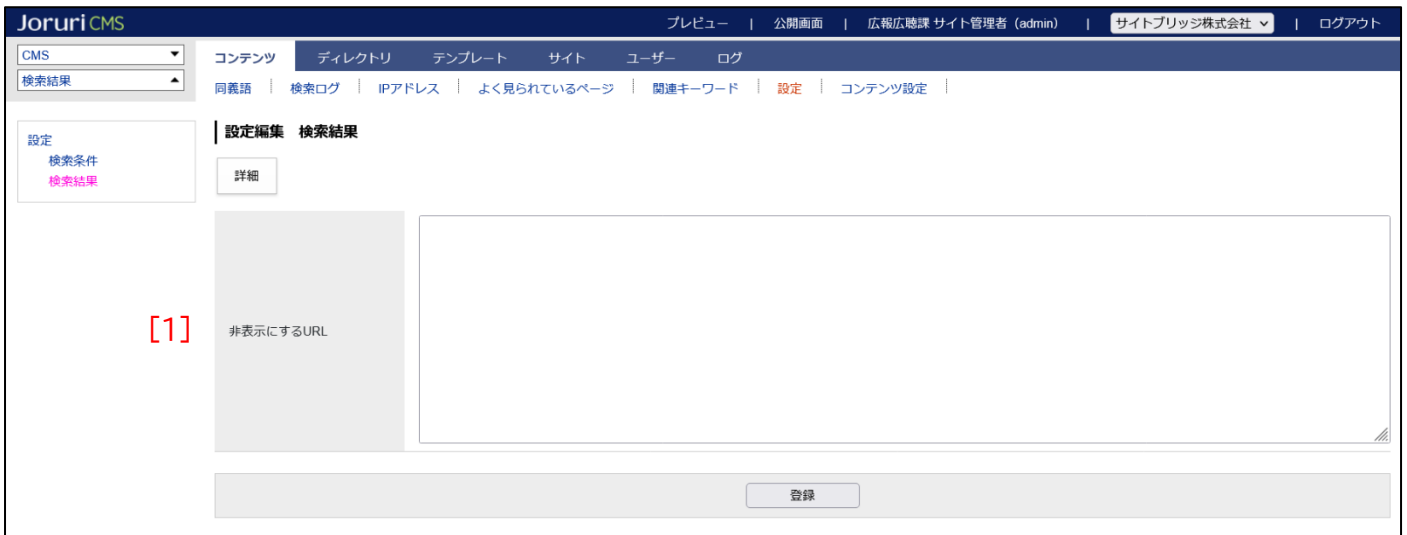 Joruri CMS プレビュー | 公開画面 | 広報広聴課 サイト管理者（admin） | サイトブリッジ株式会社 | ログアウト
CMS コンテンツ ディレクトリ テンプレート サイト ユーザー ログ
検索結果 同義語 検索ログ IPアドレス よく見られているページ 関連キーワード 設定 コンテンツ設定
設定
検索条件
検索結果
設定編集 検索結果
詳細
[1] 非表示にするURL
登録